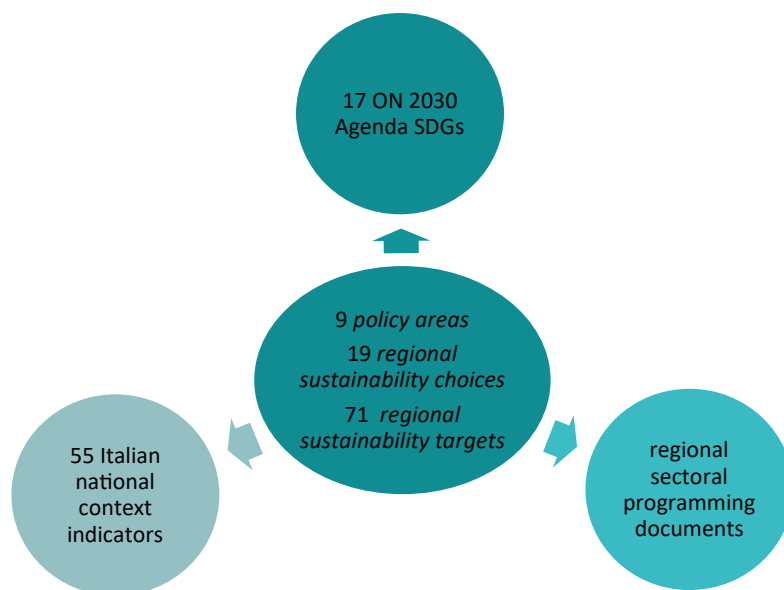 17 ON 2030
Agenda SDGs
9 policy areas
19 regional
sustainability choices
71 regional
sustainability targets
55 Italian
national
context
indicators
regional
sectoral
programming
documents